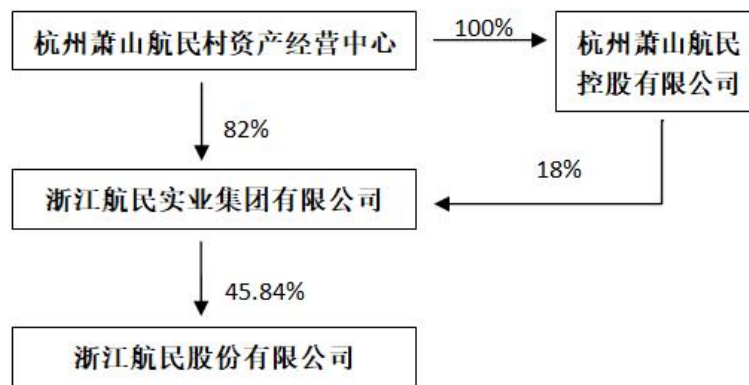 杭州萧山航民村资产经营中心
100%
杭州萧山航民
控股有限公司
82%
18%
浙江航民实业集团有限公司
45.84%
浙江航民股份有限公司